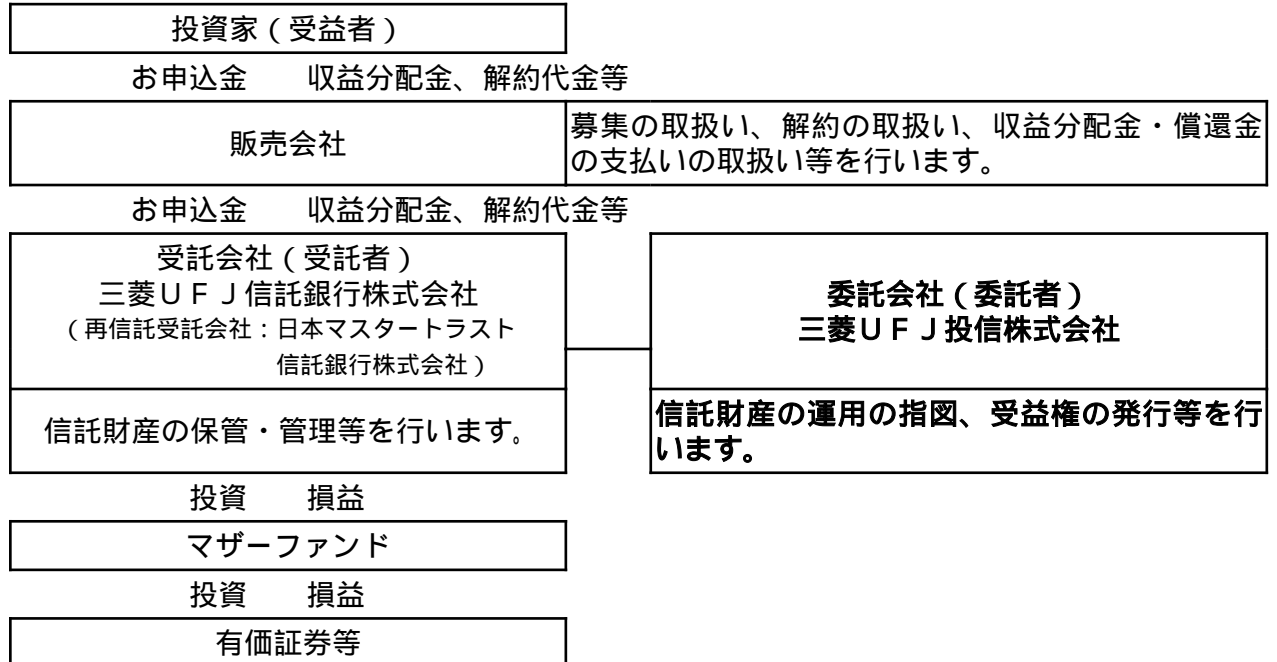 投資家(受益者)
お申込金　　収益分配金、解約代金等
販売会社
募集の取扱い、解約の取扱い、収益分配金・償還金
の支払いの取扱い等を行います。
お申込金　　収益分配金、解約代金等
受託会社(受託者)
三菱UFJ信託銀行株式会社
(再信託受託会社:日本マスタートラスト
信託銀行株式会社)
委託会社(委託者)
三菱UFJ投信株式会社
信託財産の保管・管理等を行います。
信託財産の運用の指図、受益権の発行等を行
います。
投資　　損益
マザーファンド
投資　　損益
有価証券等